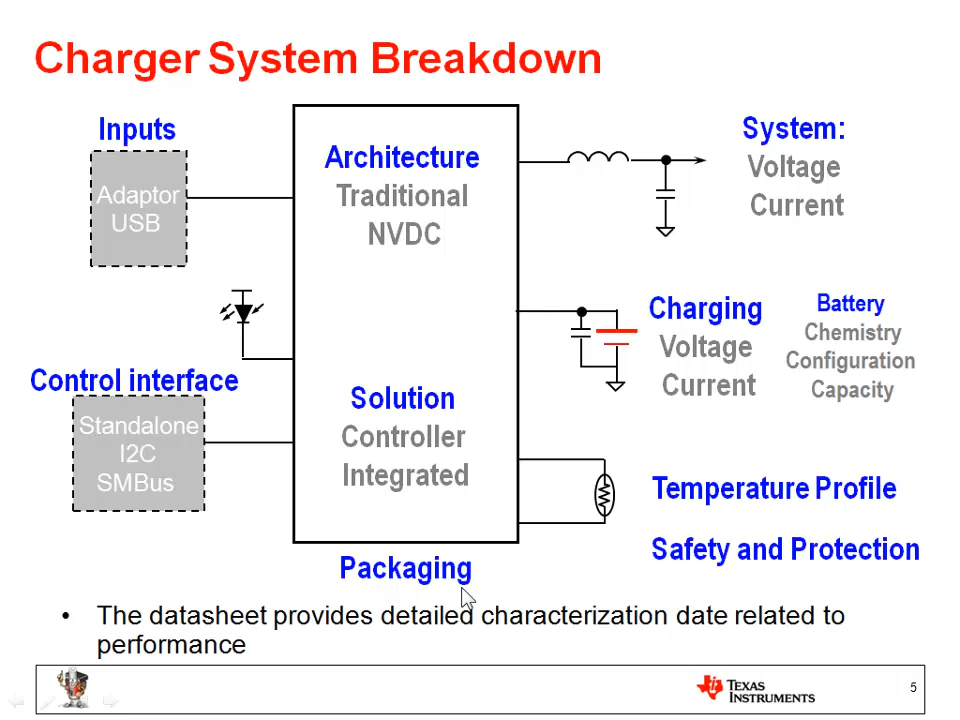 Charger System Breakdown
Inputs
Adaptor
USB
Control interface
Standalone
I2C
SMBus
Architecture
Traditional
NVDC
Solution
Controller
Integrated
Packaging
System:
Voltage
Current
Charging
Voltage
Current
Battery
Chemistry
Configuration
Capacity
Temperature Profile
Safety and Protection
• The datasheet provides detailed characterization date related to
performance
TEXAS
INSTRUMENTS
5